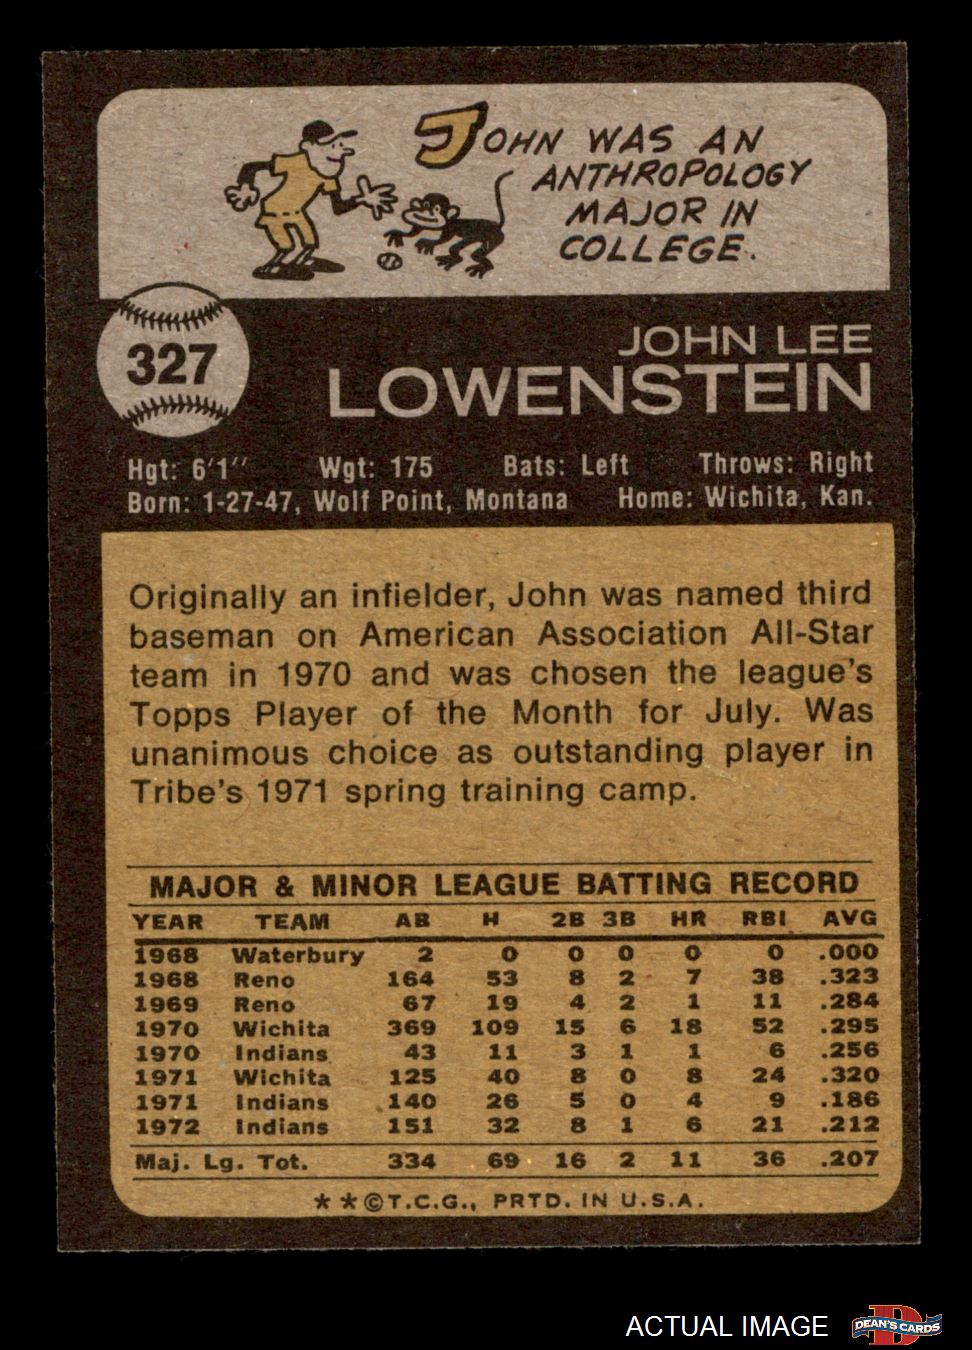 JOHN WAS AN
ANTHROPOLOGY
MAJOR IN
COLLEGE.
327
JOHN LEE
LOWENSTEIN
Hgt: 6'1" Wgt: 175 Bats: Left Throws: Right
Born: 1-27-47, Wolf Point, Montana Home: Wichita, Kan.
Originally an infielder, John was named third
baseman on American Association All-Star
team in 1970 and was chosen the league's
Topps Player of the Month for July. Was
unanimous choice as outstanding player in
Tribe's 1971 spring training camp.
MAJOR & MINOR LEAGUE BATTING RECORD
YEAR TEAM AB H 2B 3B HR RBI AVG
1968 Waterbury 2 0 0 0 0 0 .000
1968 Reno 164 53 8 2 7 38 .323
1969 Reno 67 19 4 2 1 11 .284
1970 Wichita 369 109 15 6 18 52 .295
1970 Indians 43 11 3 1 1 6 .256
1971 Wichita 125 40 8 0 8 24 .320
1971 Indians 140 26 5 0 4 9 .186
1972 Indians 151 32 8 1 6 21 .212
Maj. Lg. Tot. 334 69 16 2 11 36 .207
* * © T.C.G., PRTD. IN U.S.A.
ACTUAL IMAGE
D
DEAN'S CARDS